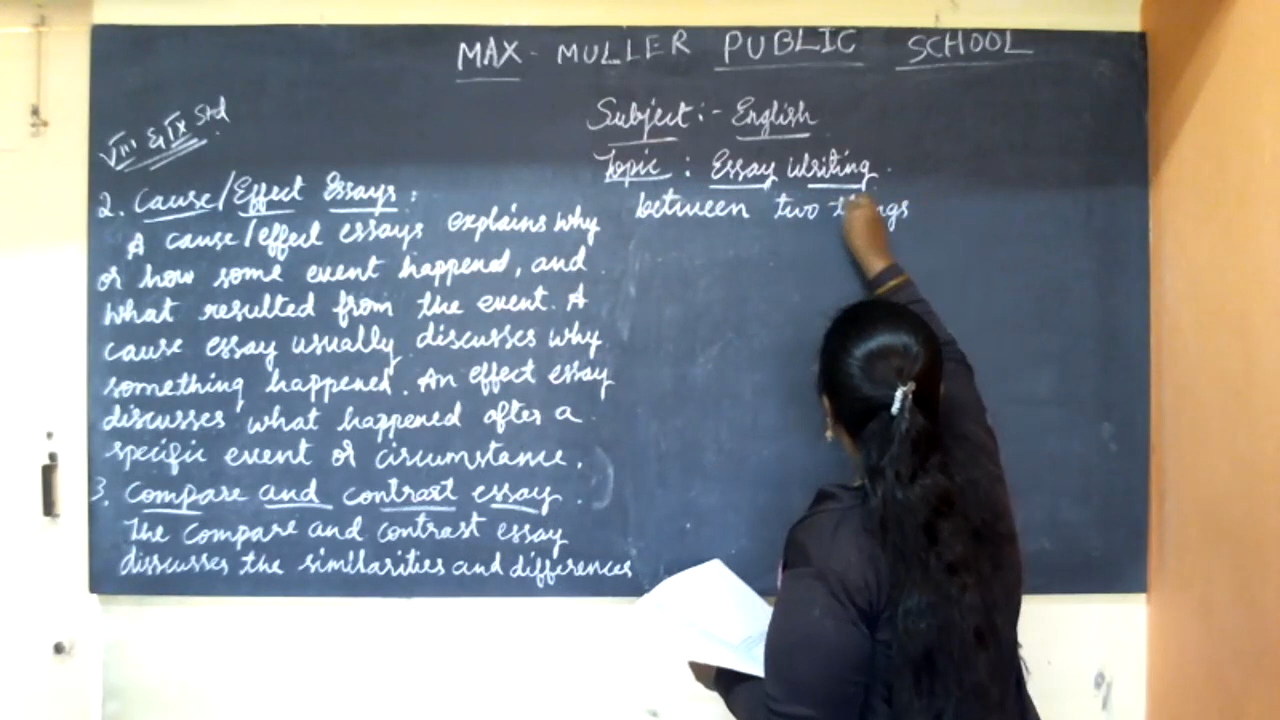 MAX - MULLER PUBLIC SCHOOL
VIII & IX Std
Subject :- English
Topic : Essay Writing.
2. Cause/Effect Essays :
A cause/effect essays explains why
or how some event happened, and
what resulted from the event. A
cause essay usually discusses why
something happened. An effect essay
discusses what happened after a
specific event or circumstance.
3. Compare and contrast essay.
The compare and contrast essay
disscusses the similarities and differences
between two things